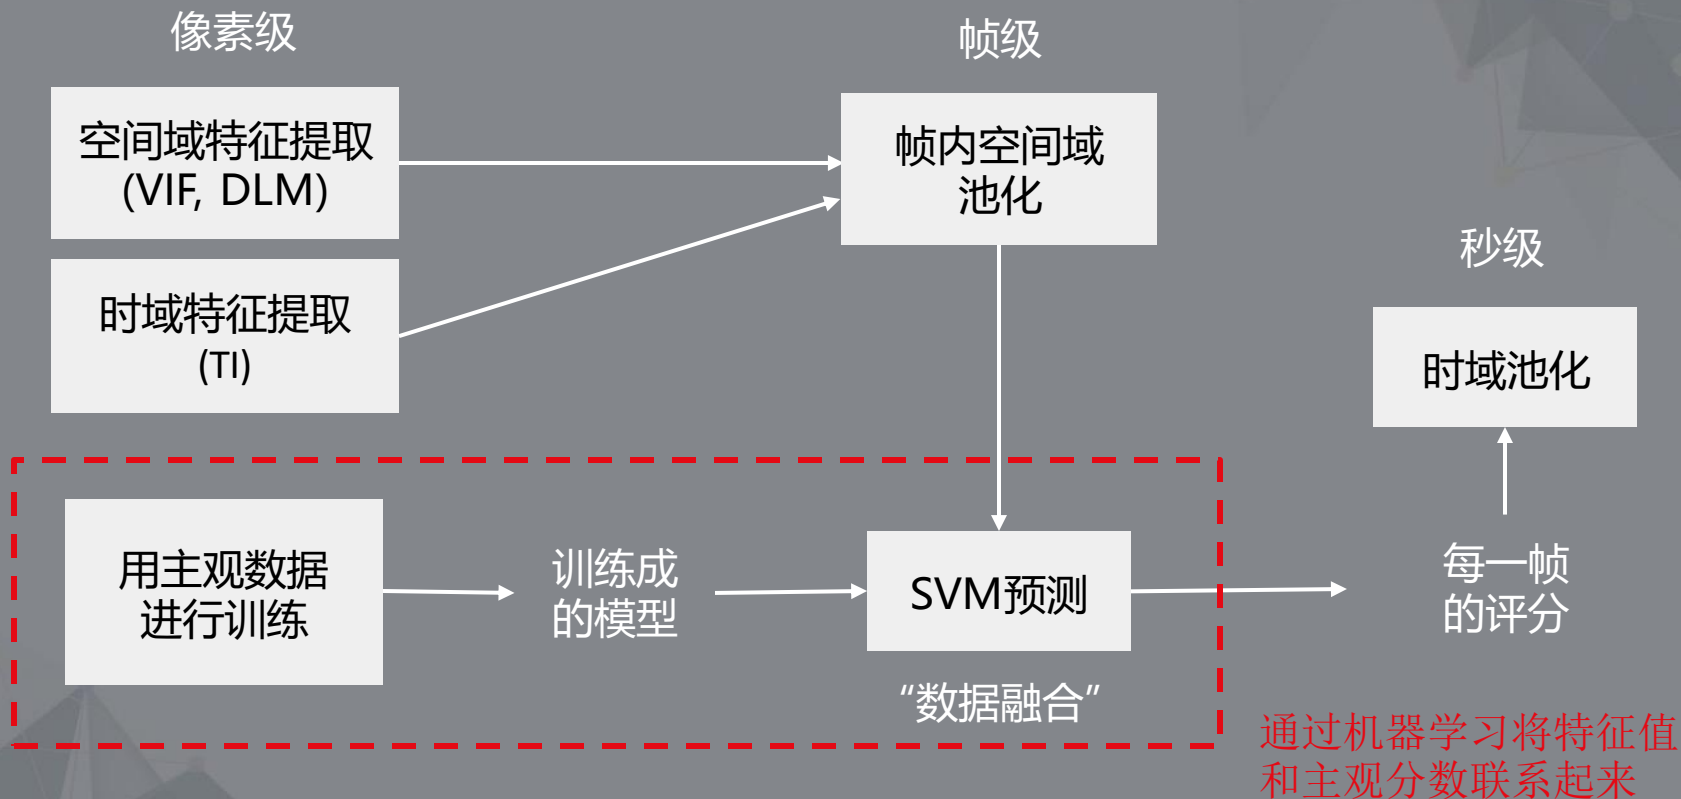 像素级
帧级
空间域特征提取
(VIF, DLM)
帧内空间域
池化
秒级
时域特征提取
(TI)
时域池化
用主观数据
进行训练
训练成
的模型
SVM预测
每一帧
的评分
“数据融合”
通过机器学习将特征值
和主观分数联系起来